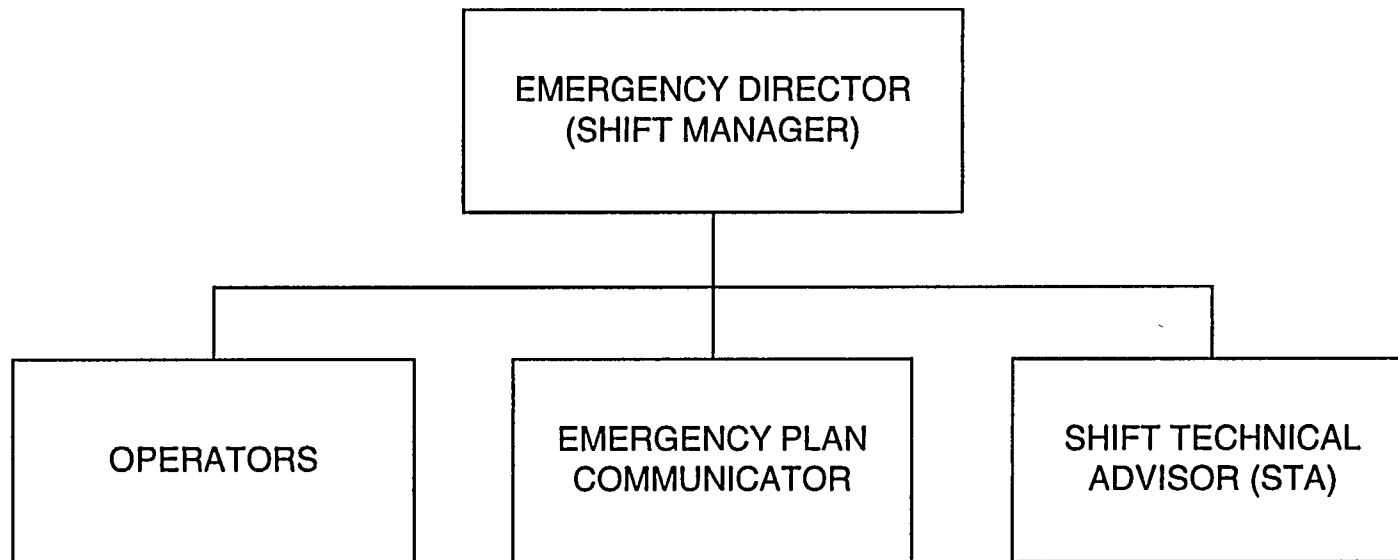 EMERGENCY DIRECTOR
(SHIFT MANAGER)
OPERATORS
EMERGENCY PLAN
COMMUNICATOR
SHIFT TECHNICAL
ADVISOR (STA)